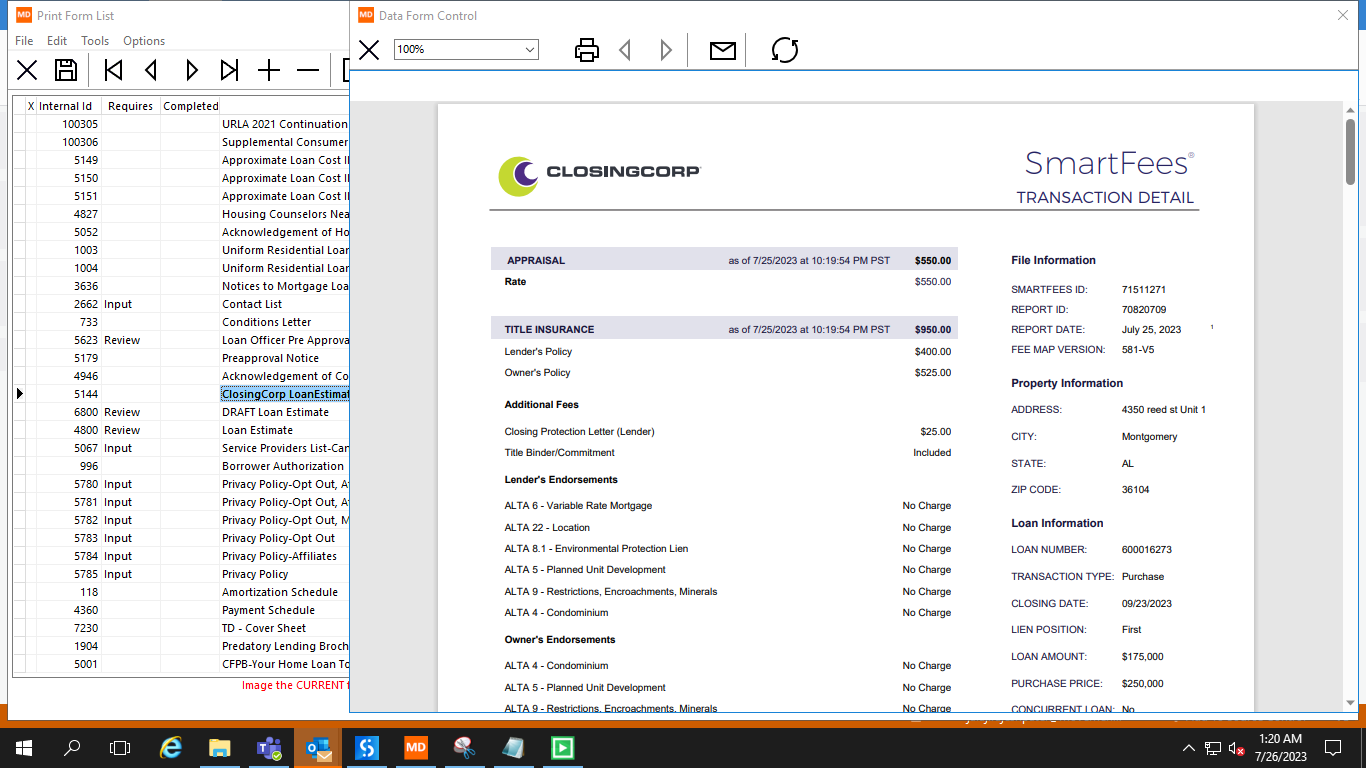 Print Form List
File Edit Tools Options
X Internal Id Requires Completed
100305 URLA 2021 Continuation
100306 Supplemental Consumer
5149 Approximate Loan Cost
5150 Approximate Loan Cost
5151 Approximate Loan Cost
4827 Housing Counselors Nea
5052 Acknowledgement of Ho
1003 Uniform Residential Loan
1004 Uniform Residential Loan
3636 Notices to Mortgage Loa
2662 Input Contact List
733 Conditions Letter
5623 Review Loan Officer Pre Approva
5179 Preapproval Notice
4946 Acknowledgement of Co
5144 ClosingCorp LoanEstimat
6800 Review DRAFT Loan Estimate
4800 Review Loan Estimate
5067 Input Service Providers List-Can
996 Borrower Authorization
5780 Input Privacy Policy-Opt Out, A
5781 Input Privacy Policy-Opt Out, A
5782 Input Privacy Policy-Opt Out, M
5783 Input Privacy Policy-Opt Out
5784 Input Privacy Policy-Affiliates
5785 Input Privacy Policy
118 Amortization Schedule
4360 Payment Schedule
7230 TD - Cover Sheet
1904 Predatory Lending Broch
5001 CFPB-Your Home Loan To
Image the CURRENT f
Data Form Control
100%
CLOSINGCORP
SmartFees®
TRANSACTION DETAIL
APPRAISAL as of 7/25/2023 at 10:19:54 PM PST $550.00
Rate $550.00
TITLE INSURANCE as of 7/25/2023 at 10:19:54 PM PST $950.00
Lender's Policy $400.00
Owner's Policy $525.00
Additional Fees
Closing Protection Letter (Lender) $25.00
Title Binder/Commitment Included
Lender's Endorsements
ALTA 6 - Variable Rate Mortgage No Charge
ALTA 22 - Location No Charge
ALTA 8.1 - Environmental Protection Lien No Charge
ALTA 5 - Planned Unit Development No Charge
ALTA 9 - Restrictions, Encroachments, Minerals No Charge
ALTA 4 - Condominium No Charge
Owner's Endorsements
ALTA 4 - Condominium No Charge
ALTA 5 - Planned Unit Development No Charge
ALTA 9 - Restrictions, Encroachments, Minerals No Charge
File Information
SMARTFEES ID: 71511271
REPORT ID: 70820709
REPORT DATE: July 25, 2023 1
FEE MAP VERSION: 581-V5
Property Information
ADDRESS: 4350 reed st Unit 1
CITY: Montgomery
STATE: AL
ZIP CODE: 36104
Loan Information
LOAN NUMBER: 600016273
TRANSACTION TYPE: Purchase
CLOSING DATE: 09/23/2023
LIEN POSITION: First
LOAN AMOUNT: $175,000
PURCHASE PRICE: $250,000
CONCURRENT LOAN: No
MD
1:20 AM
7/26/2023